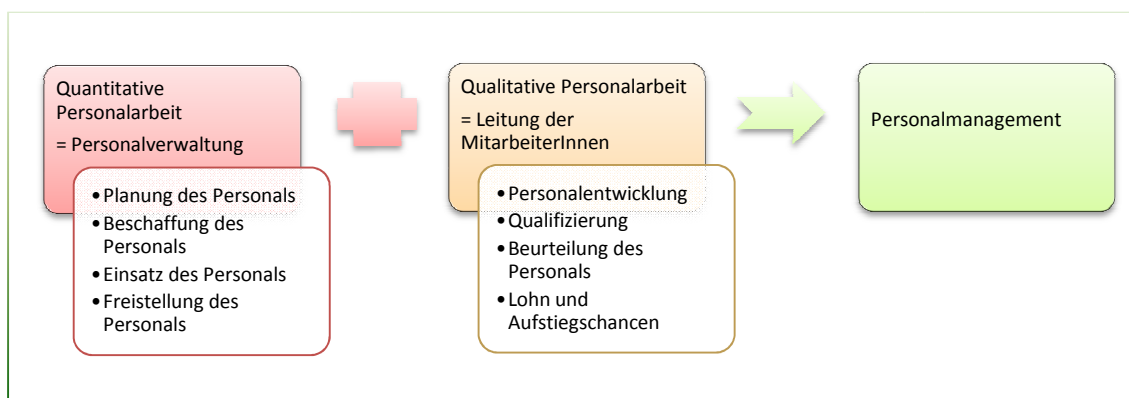 Quantitative
Personalarbeit
= Personalverwaltung
• Planung des Personals
• Beschaffung des
Personals
• Einsatz des Personals
• Freistellung des
Personals
Qualitative Personalarbeit
= Leitung der
MitarbeiterInnen
• Personalentwicklung
• Qualifizierung
• Beurteilung des
Personals
• Lohn und
Aufstiegschancen
Personalmanagement